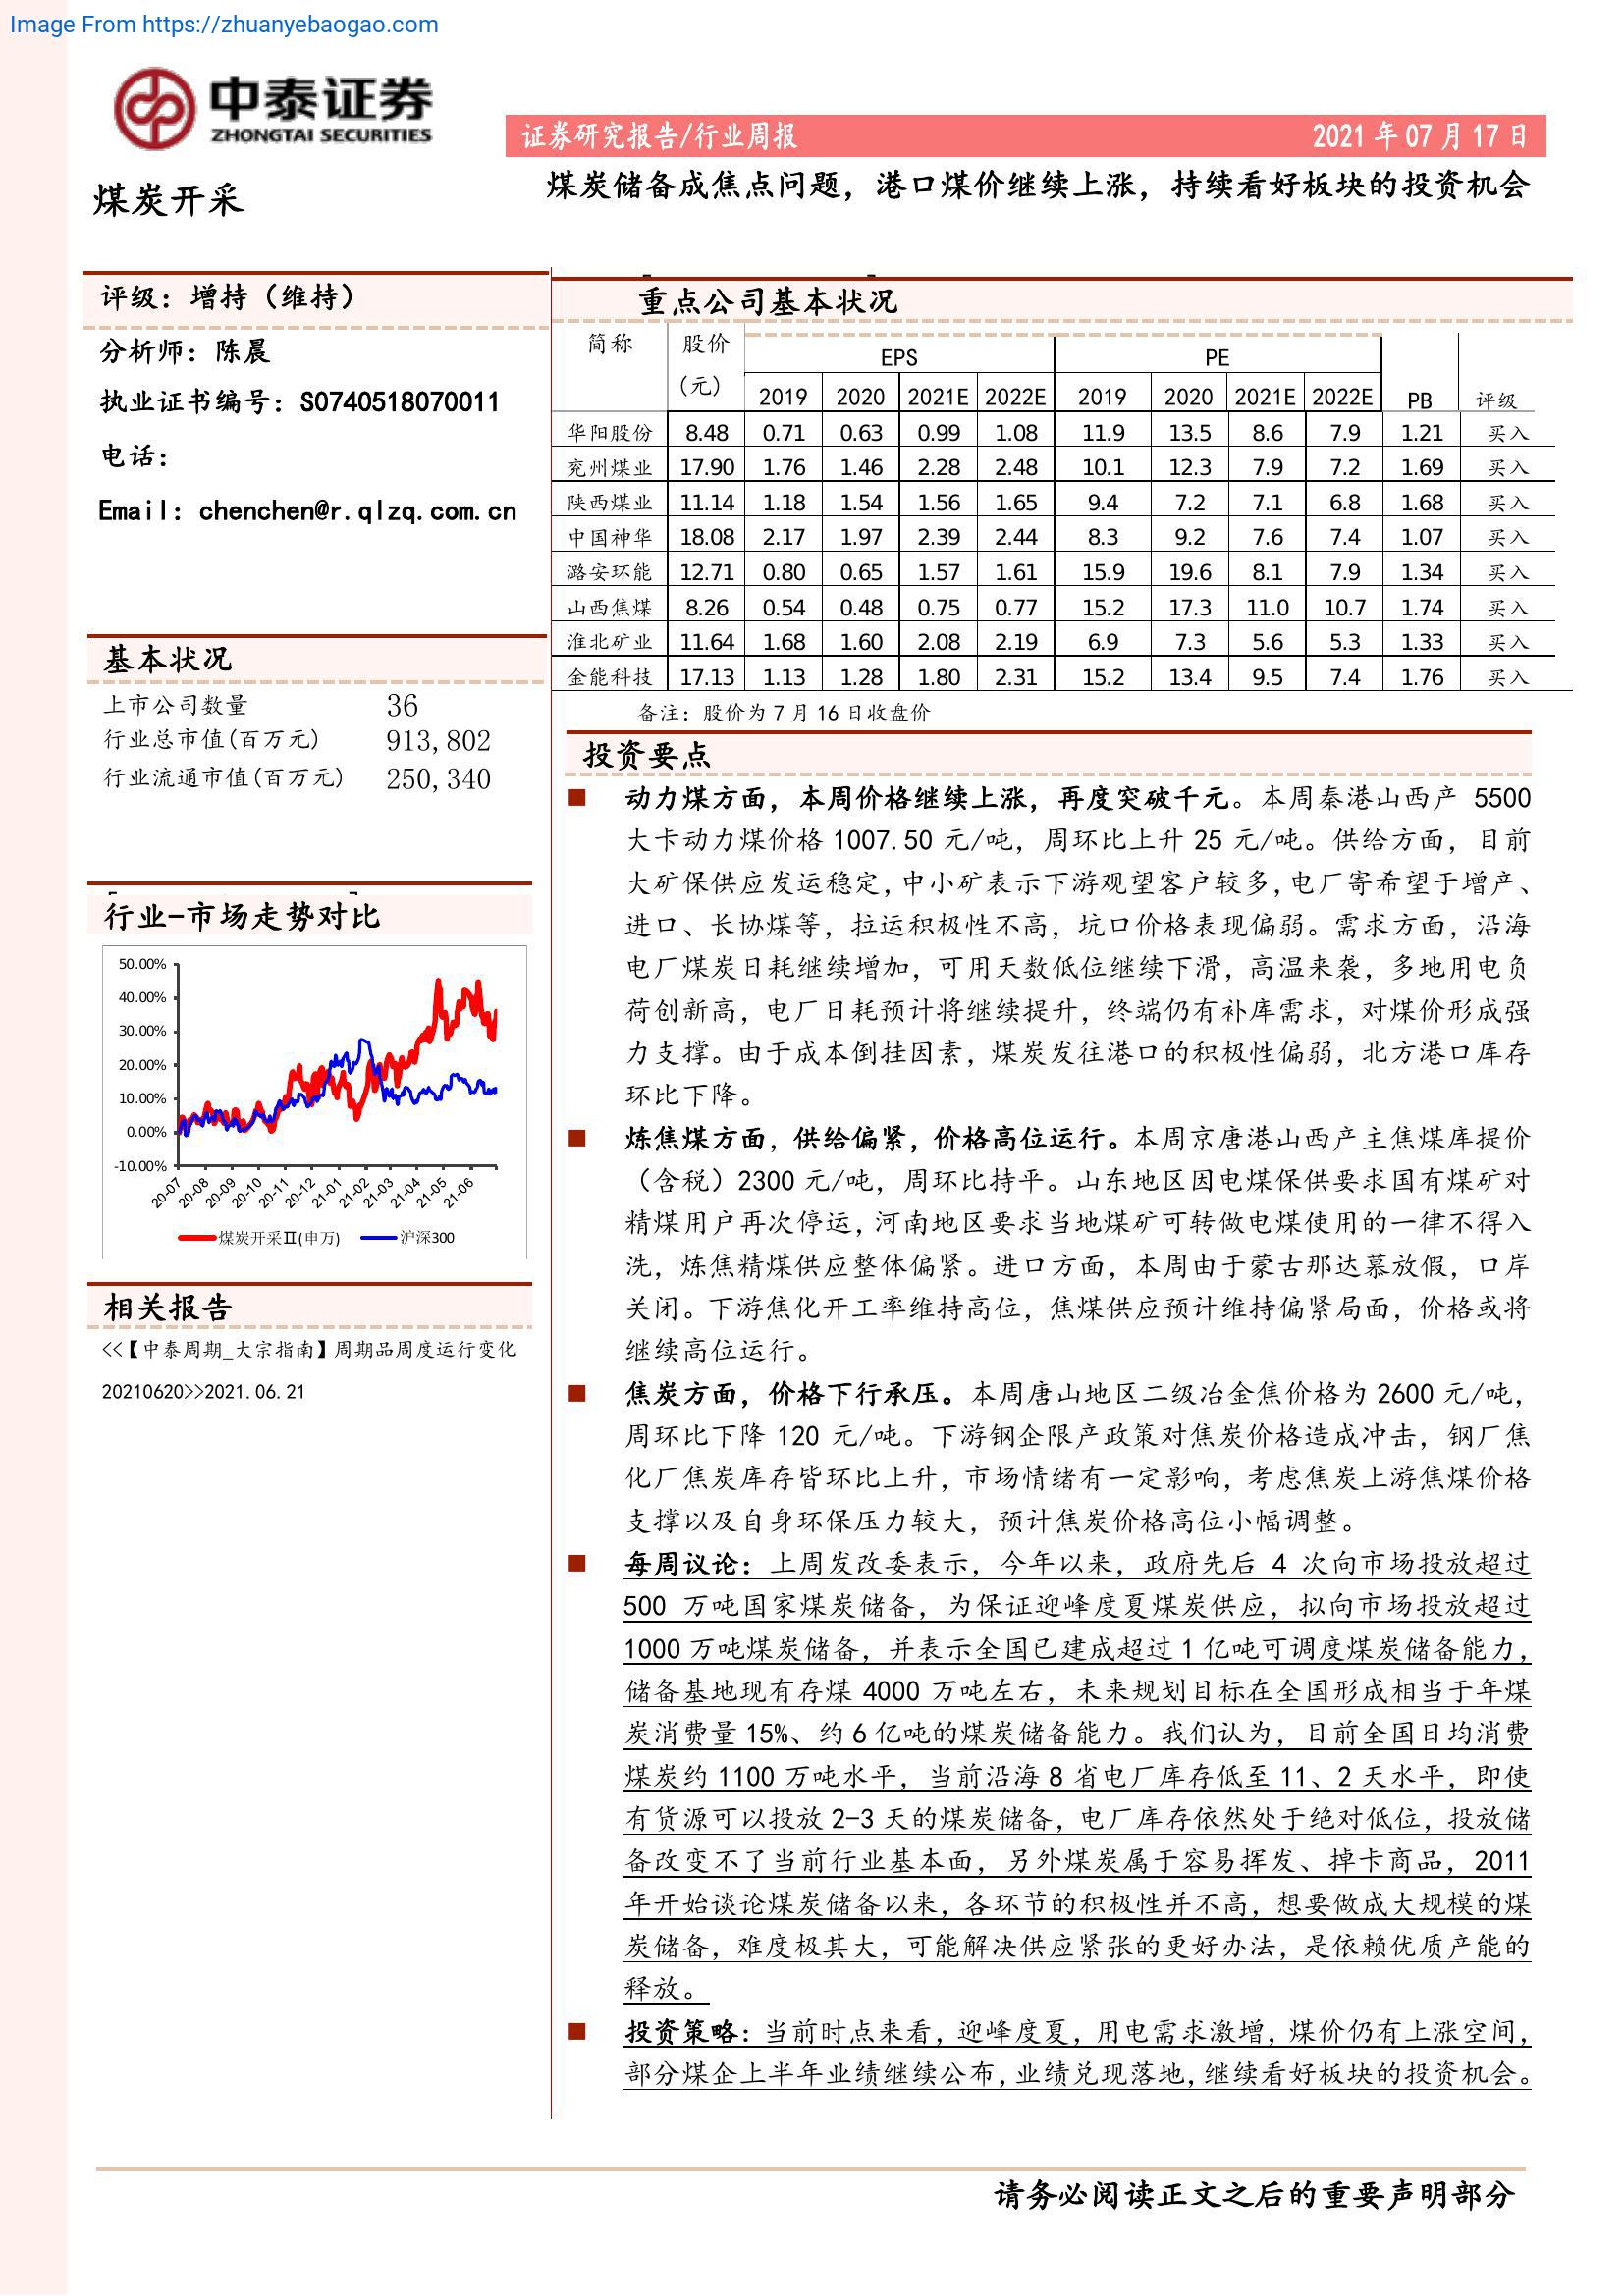 Image From https://zhuanyebaogao.com
中泰证券
ZHONGTAI SECURITIES
证券研究报告/行业周报 2021 年 07 月 17 日
煤炭开采
煤炭储备成焦点问题，港口煤价继续上涨，持续看好板块的投资机会
评级：增持（维持）
分析师：陈晨
执业证书编号：S0740518070011
电话：
Email：chenchen@r.qlzq.com.cn
基本状况
上市公司数量 36
行业总市值(百万元) 913,802
行业流通市值(百万元) 250,340
行业-市场走势对比
50.00%
40.00%
30.00%
20.00%
10.00%
0.00%
-10.00%
20-07 20-08 20-09 20-10 20-11 20-12 21-01 21-02 21-03 21-04 21-05 21-06
煤炭开采Ⅱ(申万) 沪深300
相关报告
<<【中泰周期_大宗指南】周期品周度运行变化
20210620>>2021.06.21
重点公司基本状况
简称 股价 EPS PE
(元) 2019 2020 2021E 2022E 2019 2020 2021E 2022E PB 评级
华阳股份 8.48 0.71 0.63 0.99 1.08 11.9 13.5 8.6 7.9 1.21 买入
兖州煤业 17.90 1.76 1.46 2.28 2.48 10.1 12.3 7.9 7.2 1.69 买入
陕西煤业 11.14 1.18 1.54 1.56 1.65 9.4 7.2 7.1 6.8 1.68 买入
中国神华 18.08 2.17 1.97 2.39 2.44 8.3 9.2 7.6 7.4 1.07 买入
潞安环能 12.71 0.80 0.65 1.57 1.61 15.9 19.6 8.1 7.9 1.34 买入
山西焦煤 8.26 0.54 0.48 0.75 0.77 15.2 17.3 11.0 10.7 1.74 买入
淮北矿业 11.64 1.68 1.60 2.08 2.19 6.9 7.3 5.6 5.3 1.33 买入
金能科技 17.13 1.13 1.28 1.80 2.31 15.2 13.4 9.5 7.4 1.76 买入
备注：股价为 7 月 16 日收盘价
投资要点
■ 动力煤方面，本周价格继续上涨，再度突破千元。本周秦港山西产 5500
大卡动力煤价格 1007.50 元/吨，周环比上升 25 元/吨。供给方面，目前
大矿保供应发运稳定，中小矿表示下游观望客户较多，电厂寄希望于增产、
进口、长协煤等，拉运积极性不高，坑口价格表现偏弱。需求方面，沿海
电厂煤炭日耗继续增加，可用天数低位继续下滑，高温来袭，多地用电负
荷创新高，电厂日耗预计将继续提升，终端仍有补库需求，对煤价形成强
力支撑。由于成本倒挂因素，煤炭发往港口的积极性偏弱，北方港口库存
环比下降。
■ 炼焦煤方面，供给偏紧，价格高位运行。本周京唐港山西产主焦煤库提价
（含税）2300 元/吨，周环比持平。山东地区因电煤保供要求国有煤矿对
精煤用户再次停运，河南地区要求当地煤矿可转做电煤使用的一律不得入
洗，炼焦精煤供应整体偏紧。进口方面，本周由于蒙古那达慕放假，口岸
关闭。下游焦化开工率维持高位，焦煤供应预计维持偏紧局面，价格或将
继续高位运行。
■ 焦炭方面，价格下行承压。本周唐山地区二级冶金焦价格为 2600 元/吨，
周环比下降 120 元/吨。下游钢企限产政策对焦炭价格造成冲击，钢厂焦
化厂焦炭库存皆环比上升，市场情绪有一定影响，考虑焦炭上游焦煤价格
支撑以及自身环保压力较大，预计焦炭价格高位小幅调整。
■ 每周议论：上周发改委表示，今年以来，政府先后 4 次向市场投放超过
500 万吨国家煤炭储备，为保证迎峰度夏煤炭供应，拟向市场投放超过
1000 万吨煤炭储备，并表示全国已建成超过 1 亿吨可调度煤炭储备能力，
储备基地现有存煤 4000 万吨左右，未来规划目标在全国形成相当于年煤
炭消费量 15%、约 6 亿吨的煤炭储备能力。我们认为，目前全国日均消费
煤炭约 1100 万吨水平，当前沿海 8 省电厂库存低至 11、2 天水平，即使
有货源可以投放 2-3 天的煤炭储备，电厂库存依然处于绝对低位，投放储
备改变不了当前行业基本面，另外煤炭属于容易挥发、掉卡商品，2011
年开始谈论煤炭储备以来，各环节的积极性并不高，想要做成大规模的煤
炭储备，难度极其大，可能解决供应紧张的更好办法，是依赖优质产能的
释放。
■ 投资策略：当前时点来看，迎峰度夏，用电需求激增，煤价仍有上涨空间，
部分煤企上半年业绩继续公布，业绩兑现落地，继续看好板块的投资机会。
请务必阅读正文之后的重要声明部分